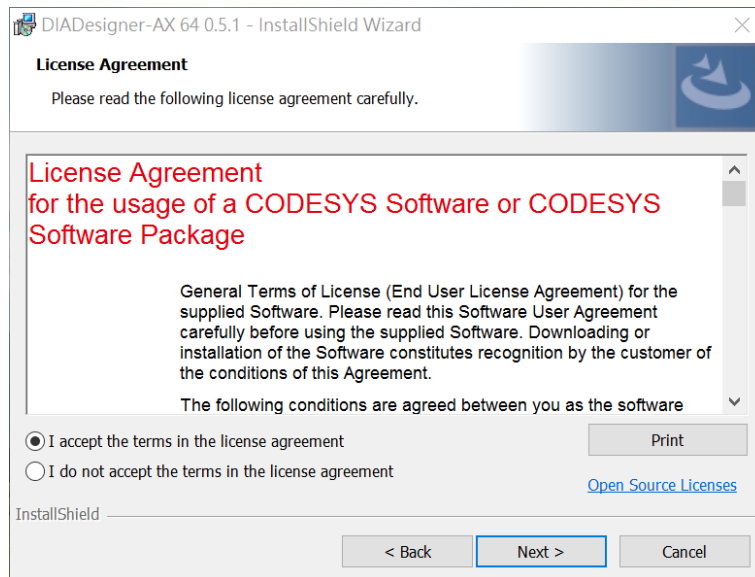 DIADesigner-AX 64 0.5.1 - InstallShield Wizard
License Agreement
Please read the following license agreement carefully.
License Agreement
for the usage of a CODESYS Software or CODESYS
Software Package
General Terms of License (End User License Agreement) for the
supplied Software. Please read this Software User Agreement
carefully before using the supplied Software. Downloading or
installation of the Software constitutes recognition by the customer of
the conditions of this Agreement.
The following conditions are agreed between you as the software
I accept the terms in the license agreement
Print
I do not accept the terms in the license agreement
Open Source Licenses
InstallShield
< Back
Next >
Cancel